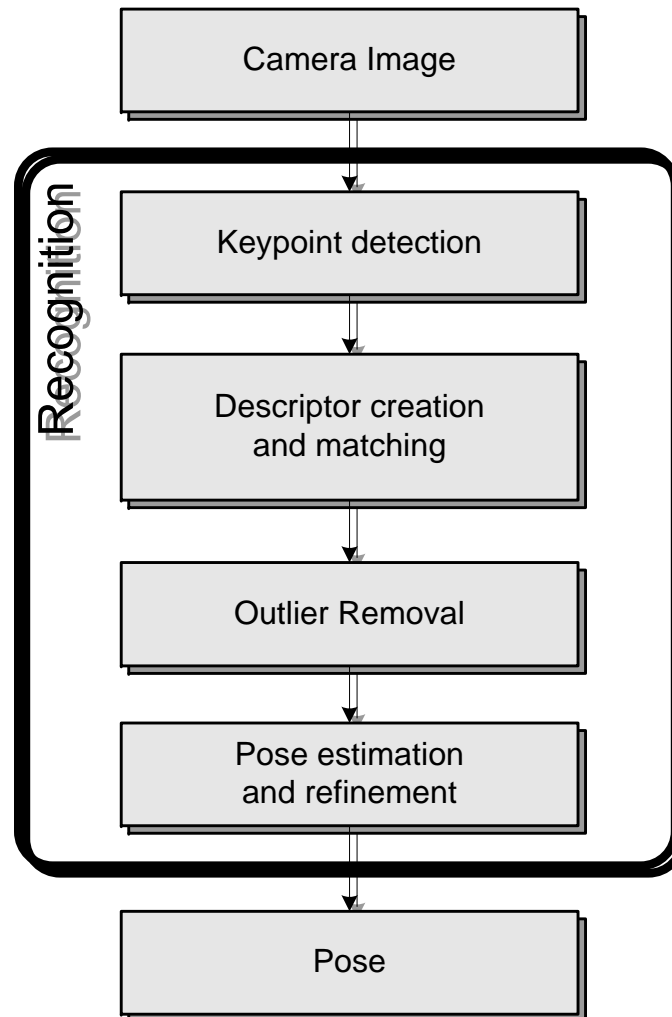 Camera Image
Recognition
Keypoint detection
Descriptor creation
and matching
Outlier Removal
Pose estimation
and refinement
Pose